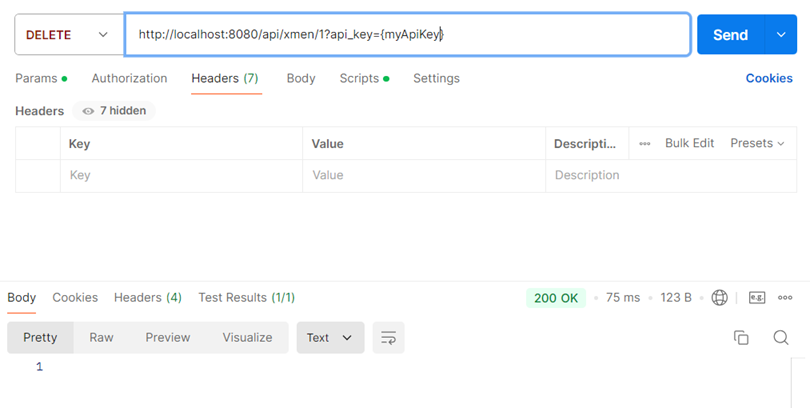 DELETE http://localhost:8080/api/xmen/1?api_key={myApiKey} Send
Params Authorization Headers (7) Body Scripts Settings Cookies
Headers 7 hidden
Key Value Descripti... Bulk Edit Presets
Key Value Description
Body Cookies Headers (4) Test Results (1/1) 200 OK 75 ms 123 B e.g.
Pretty Raw Preview Visualize Text
1